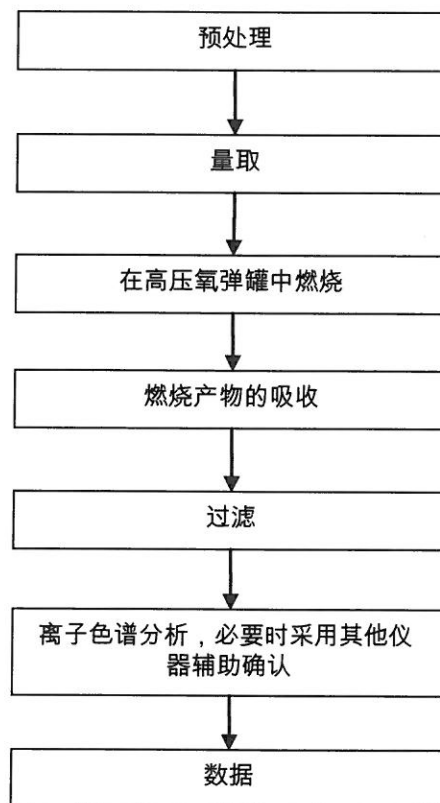 预处理
量取
在高压氧弹罐中燃烧
燃烧产物的吸收
过滤
离子色谱分析，必要时采用其他仪
器辅助确认
数据